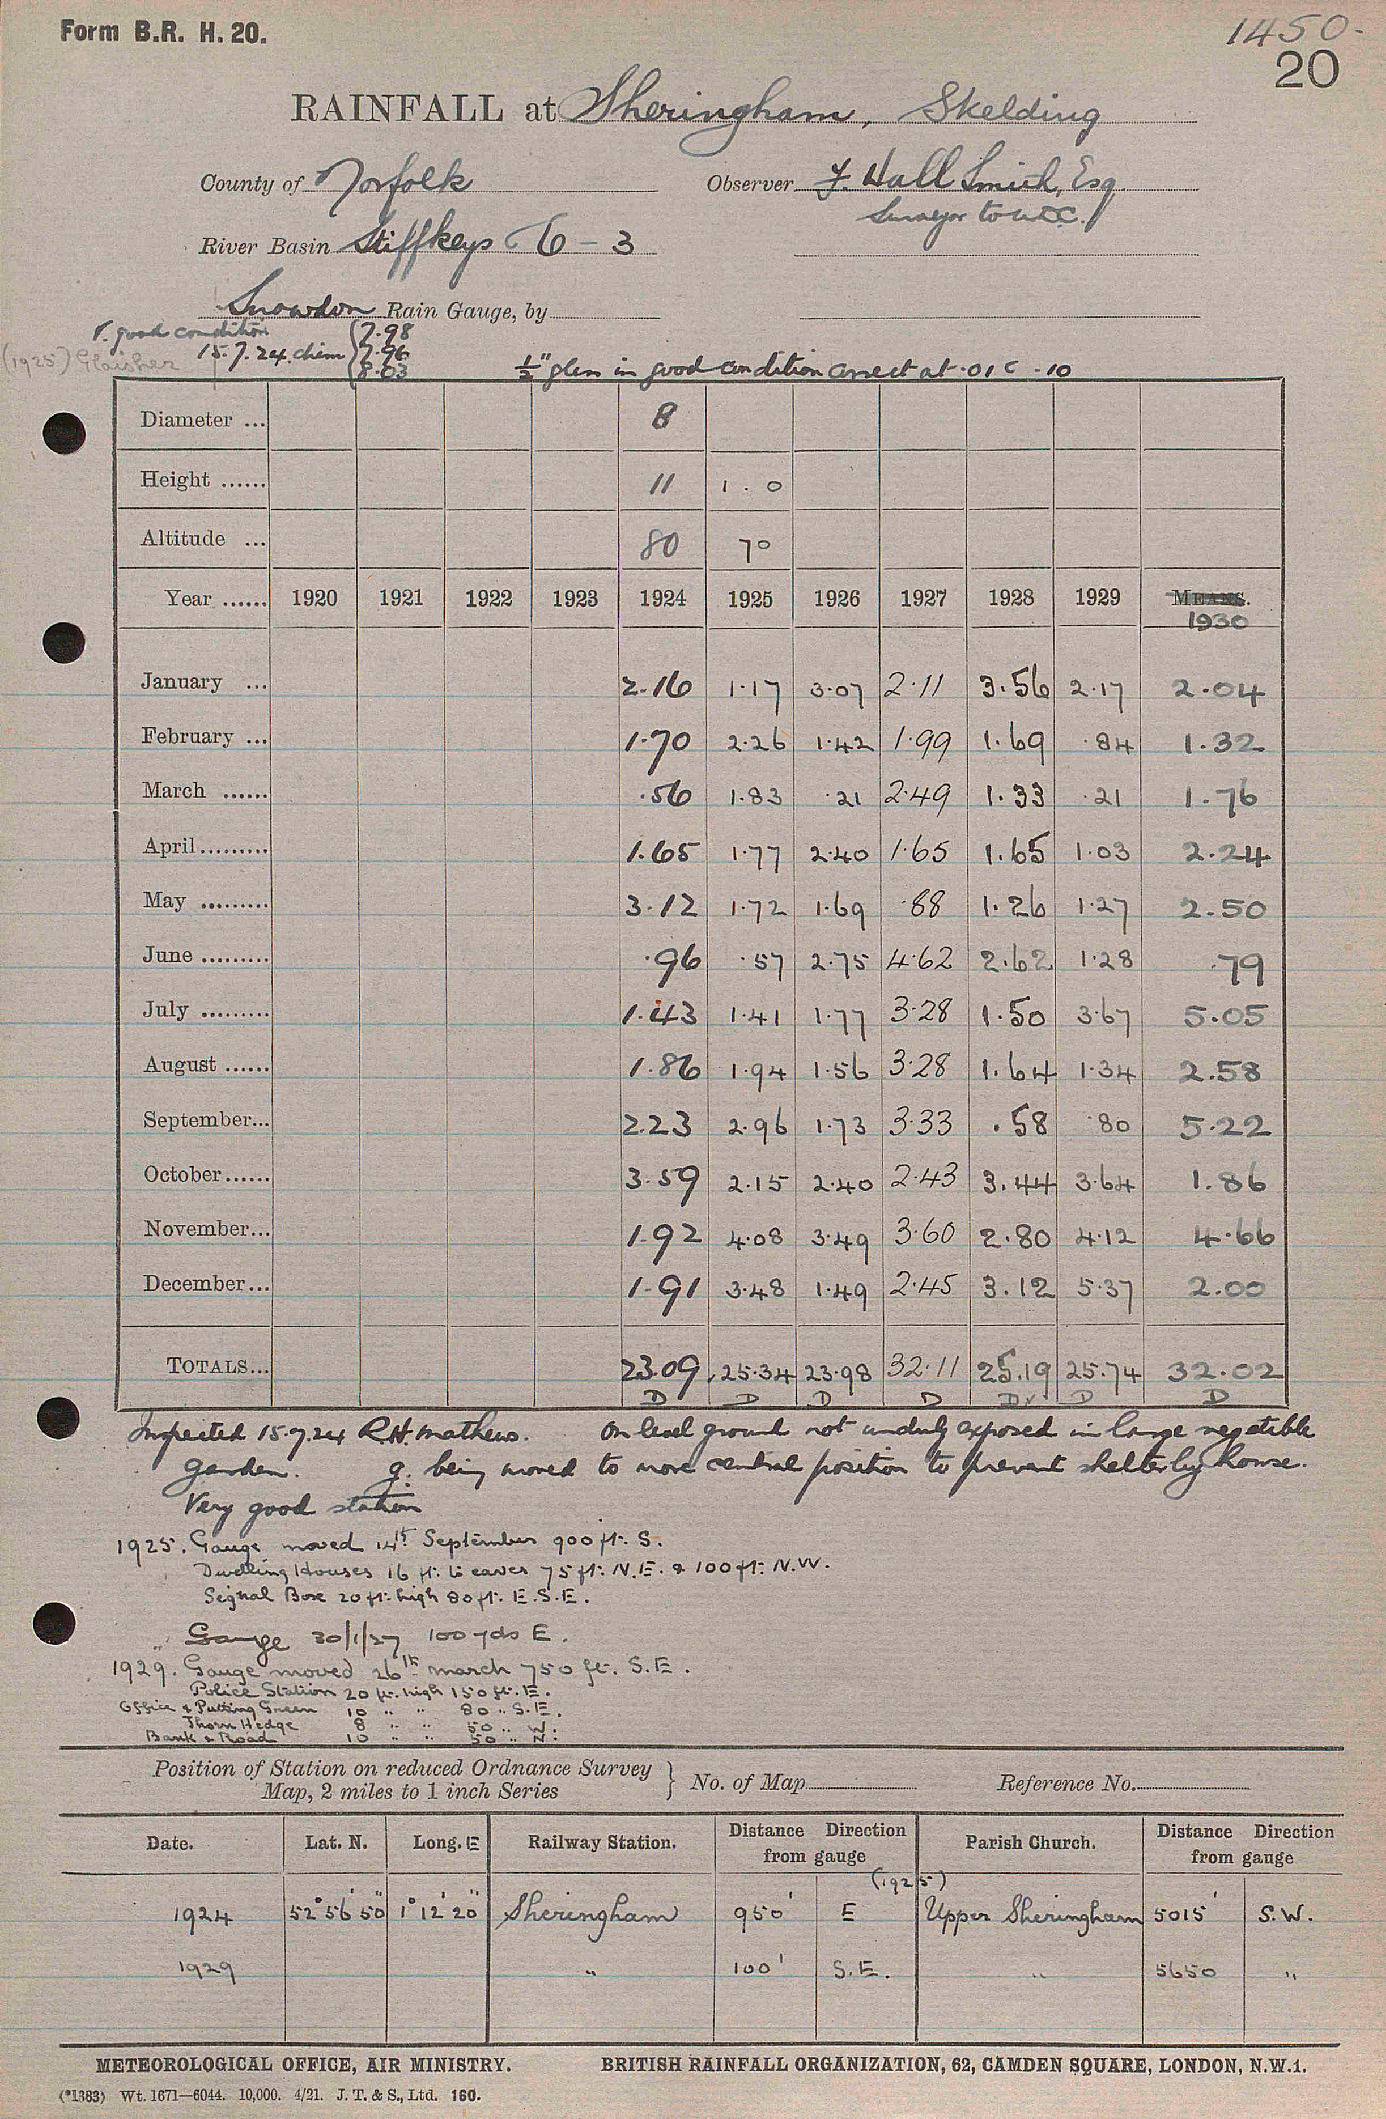 Form B.R. H. 20.
1450.
20
RAINFALL at Sheringham, Skelding
County of Norfolk Observer F. Hall Smith, Esq
Surveyor to U.D.C.
River Basin Stiffkeys 6 - 3
Snowdon Rain Gauge, by
good condition
(1925) Glaisher 15.7.24. diam 7.98 7.96 8.03
½" glass in good condition correct at .01 & .10
Diameter ... 8
Height ...... 11 1.0
Altitude ... 80 70
Year ...... 1920 1921 1922 1923 1924 1925 1926 1927 1928 1929 MEANS. 1930
January ... 2.16 1.17 3.07 2.11 3.56 2.17 2.04
February ... 1.70 2.26 1.42 1.99 1.69 .84 1.32
March ...... .56 1.83 .21 2.49 1.33 .21 1.76
April ......... 1.65 1.77 2.40 1.65 1.65 1.03 2.24
May ......... 3.12 1.72 1.69 .88 1.26 1.27 2.50
June ......... .96 .57 2.75 4.62 2.62 1.28 .79
July ......... 1.43 1.41 1.77 3.28 1.50 3.67 5.05
August ...... 1.86 1.94 1.56 3.28 1.64 1.34 2.58
September... 2.23 2.96 1.73 3.33 .58 .80 5.22
October...... 3.59 2.15 2.40 2.43 3.44 3.64 1.86
November... 1.92 4.08 3.49 3.60 2.80 4.12 4.66
December... 1.91 3.48 1.49 2.45 3.12 5.37 2.00
TOTALS... 23.09 25.34 23.98 32.11 25.19 25.74 32.02
D D D D D D D
Inspected 15.7.24 R.H. Mathews. On level ground not unduly exposed in large vegetable
garden. g. being moved to more central position to prevent shelter by house.
Very good station
1925. Gauge moved 14th September 900 ft. S.
Dwelling Houses 16 ft. to eaves 75 ft. N.E. & 100 ft. N.W.
Signal Box 20 ft. high 80 ft. E.S.E.
" Gauge 30/1/27 100 yds E.
1929. Gauge moved 26th March 750 ft. S.E.
Police Station 20 ft. high 150 ft. E.
Office & Putting Green 10 " " 80 " S.E.
Thorn Hedge 8 " " 50 " W.
Bank & Road 10 " " 50 " N.
Position of Station on reduced Ordnance Survey
Map, 2 miles to 1 inch Series } No. of Map Reference No.
Date. Lat. N. Long. E Railway Station. Distance Direction from gauge Parish Church. Distance Direction from gauge
(1925)
1924 52° 56' 50" 1° 12' 20" Sheringham 950' E Upper Sheringham 5015' S.W.
1929 " 100' S.E. " 5650 "
METEOROLOGICAL OFFICE, AIR MINISTRY. BRITISH RAINFALL ORGANIZATION, 62, CAMDEN SQUARE, LONDON, N.W.1.
(*1383) Wt. 1671—6044. 10,000. 4/21. J. T. & S., Ltd. 160.